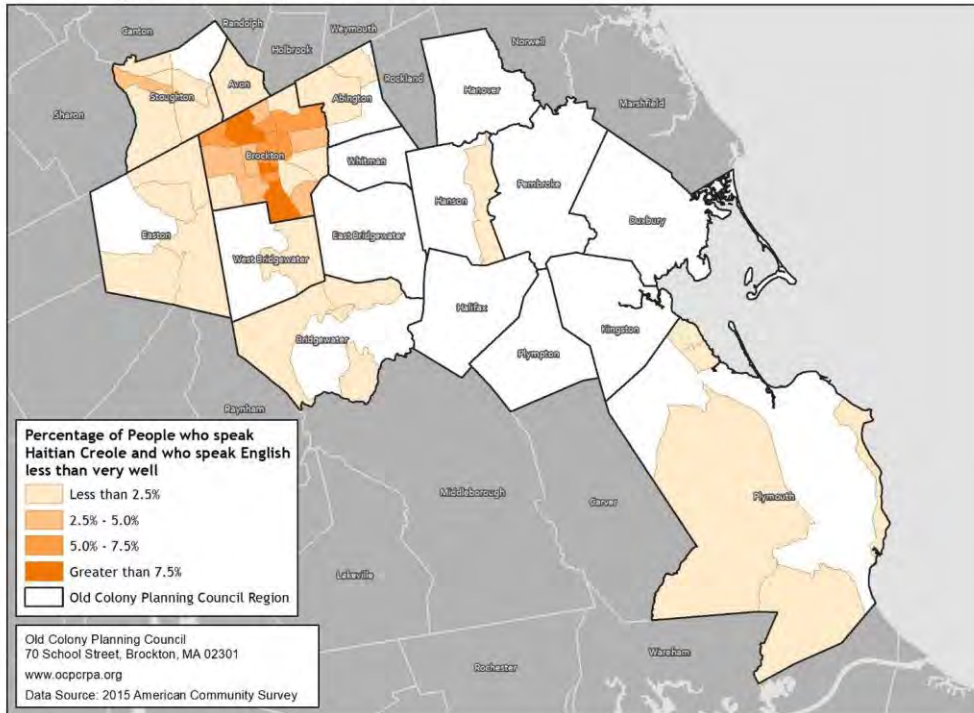 Canton
Randolph
Weymouth
Holbrook
Norwell
Rockland
Avon
Stoughton
Abington
Hanover
Sharon
Marshfield
Brockton
Whitman
Pembroke
Hanson
Duxbury
Easton
East Bridgewater
West Bridgewater
Halifax
Kingston
Bridgewater
Plympton
Raynham
Middleborough
Carver
Plymouth
Lakeville
Wareham
Rochester
Percentage of People who speak
Haitian Creole and who speak English
less than very well
Less than 2.5%
2.5% - 5.0%
5.0% - 7.5%
Greater than 7.5%
Old Colony Planning Council Region
Old Colony Planning Council
70 School Street, Brockton, MA 02301
www.ocpcrpa.org
Data Source: 2015 American Community Survey